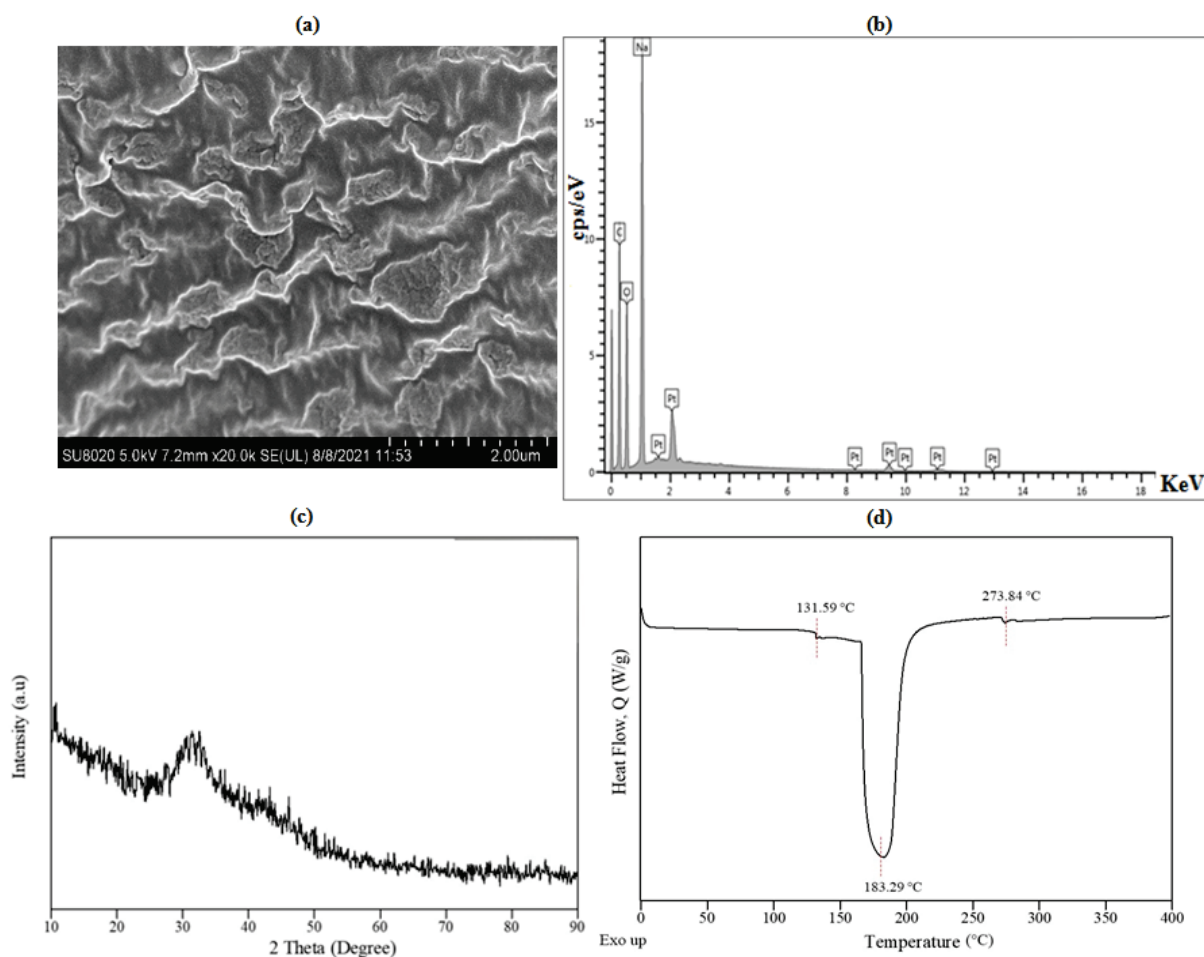 (a)
SU8020 5.0kV 7.2mm x20.0k SE(UL) 8/8/2021 11:53 2.00um
(b)
cps/eV
15
10
5
0
Na
C
O
Pt
Pt
Pt
Pt
Pt
Pt
Pt
0 2 4 6 8 10 12 14 16 18 KeV
(c)
Intensity (a.u)
10 20 30 40 50 60 70 80 90
2 Theta (Degree)
(d)
Heat Flow, Q (W/g)
131.59 °C
273.84 °C
183.29 °C
0 50 100 150 200 250 300 350 400
Exo up
Temperature (°C)